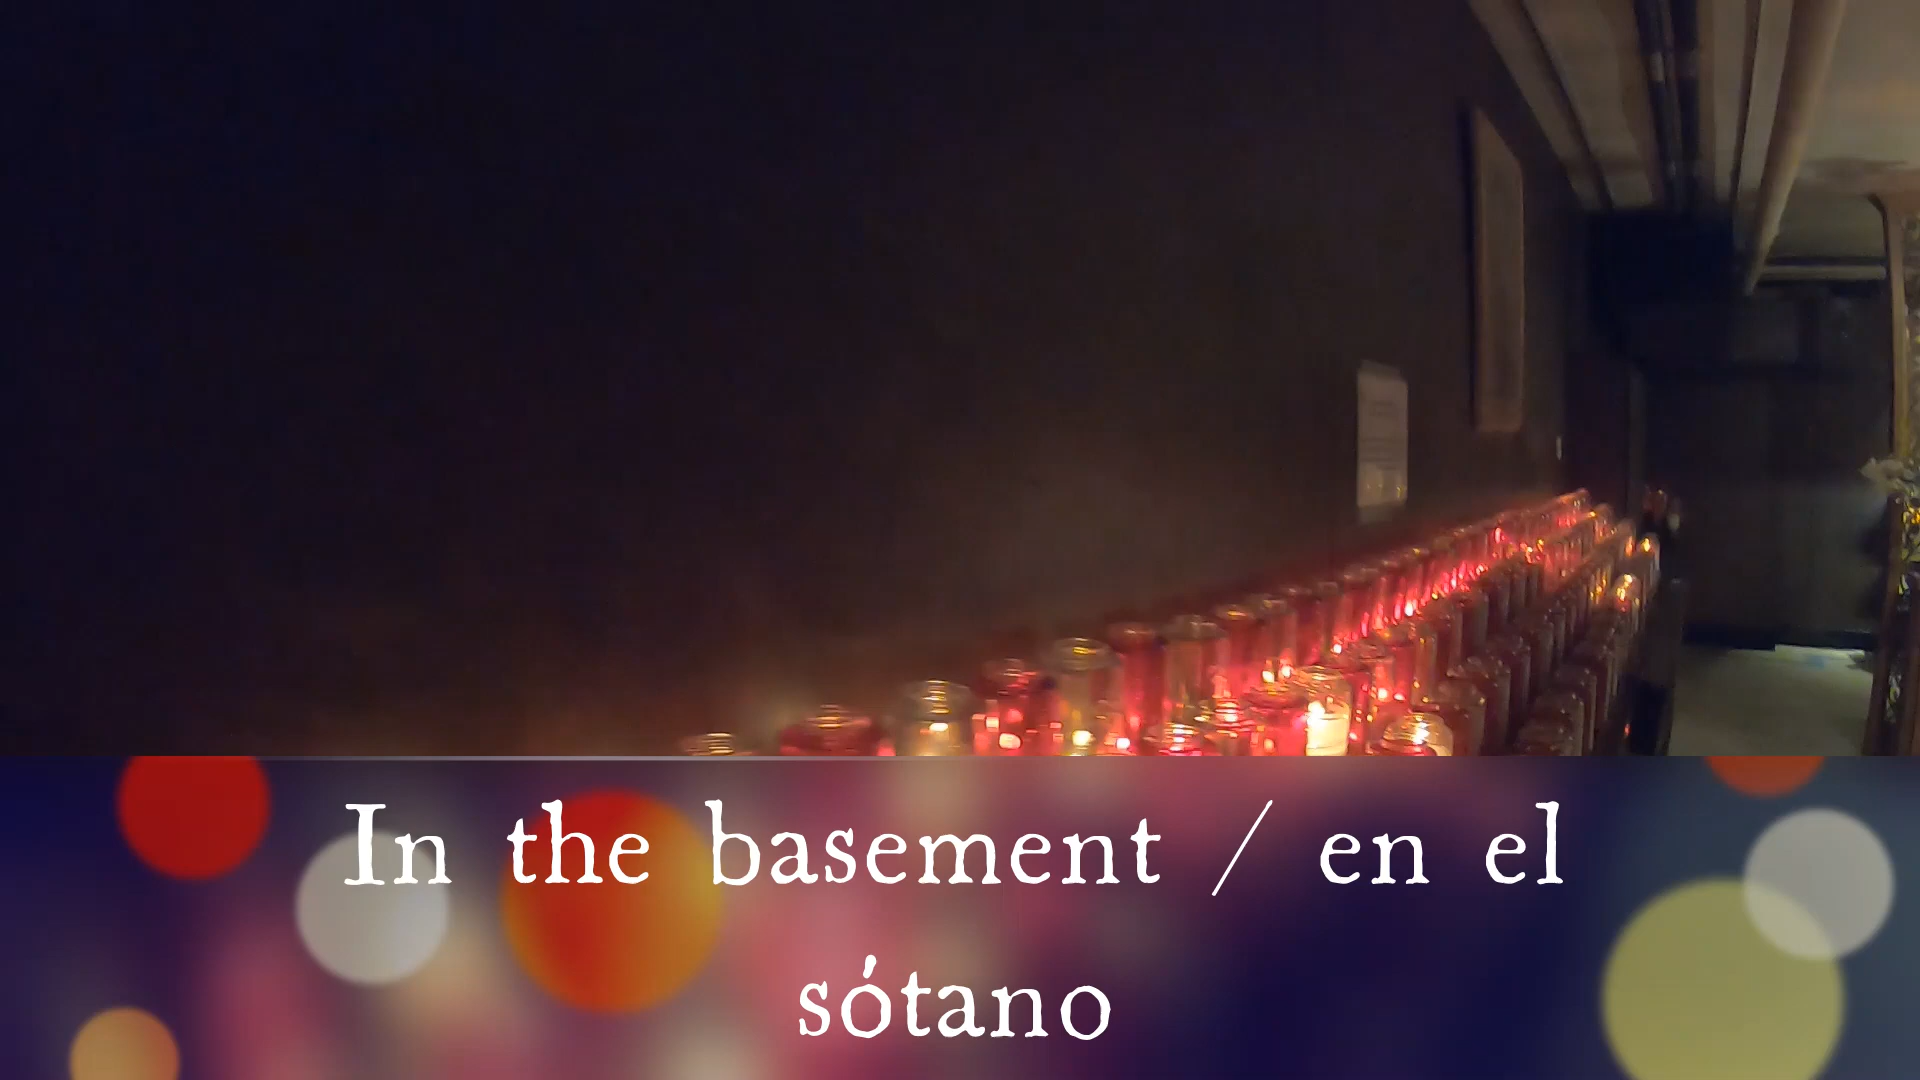 In the basement / en el
sótano